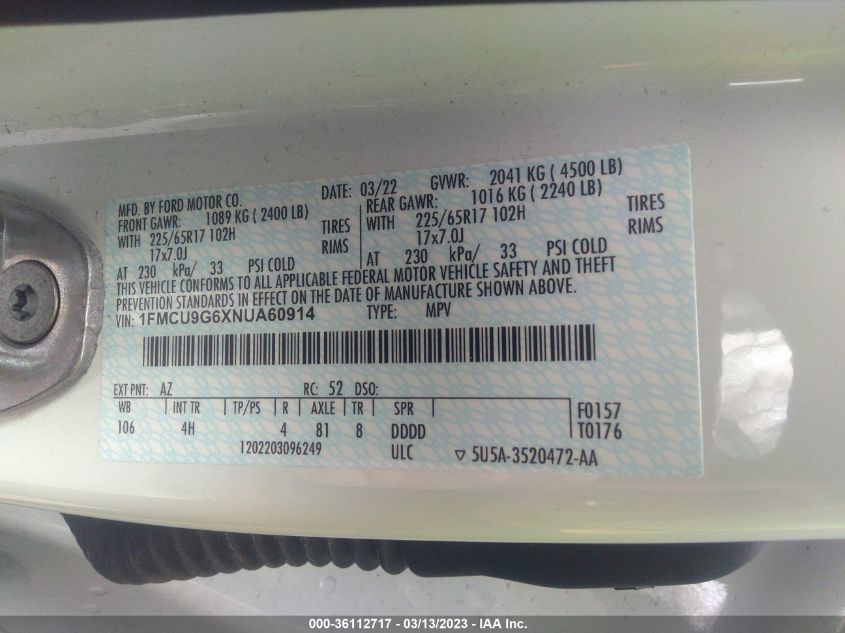 MFD. BY FORD MOTOR CO. DATE: 03/22 GVWR: 2041 KG ( 4500 LB)
FRONT GAWR: 1089 KG ( 2400 LB) REAR GAWR: 1016 KG ( 2240 LB)
WITH 225/65R17 102H TIRES 225/65R17 102H TIRES
17x7.0J RIMS WITH 17x7.0J RIMS
AT 230 kPa/ 33 PSI COLD AT 230 kPa/ 33 PSI COLD
THIS VEHICLE CONFORMS TO ALL APPLICABLE FEDERAL MOTOR VEHICLE SAFETY AND THEFT
PREVENTION STANDARDS IN EFFECT ON THE DATE OF MANUFACTURE SHOWN ABOVE.
VIN: 1FMCU9G6XNUA60914 TYPE: MPV
EXT PNT: AZ RC: 52 DSO:
WB INT TR TP/PS R AXLE TR SPR F0157
106 4H 4 81 8 DDDD T0176
1202203096249 ULC ▽ 5U5A-3520472-AA
000-36112717 - 03/13/2023 - IAA Inc.